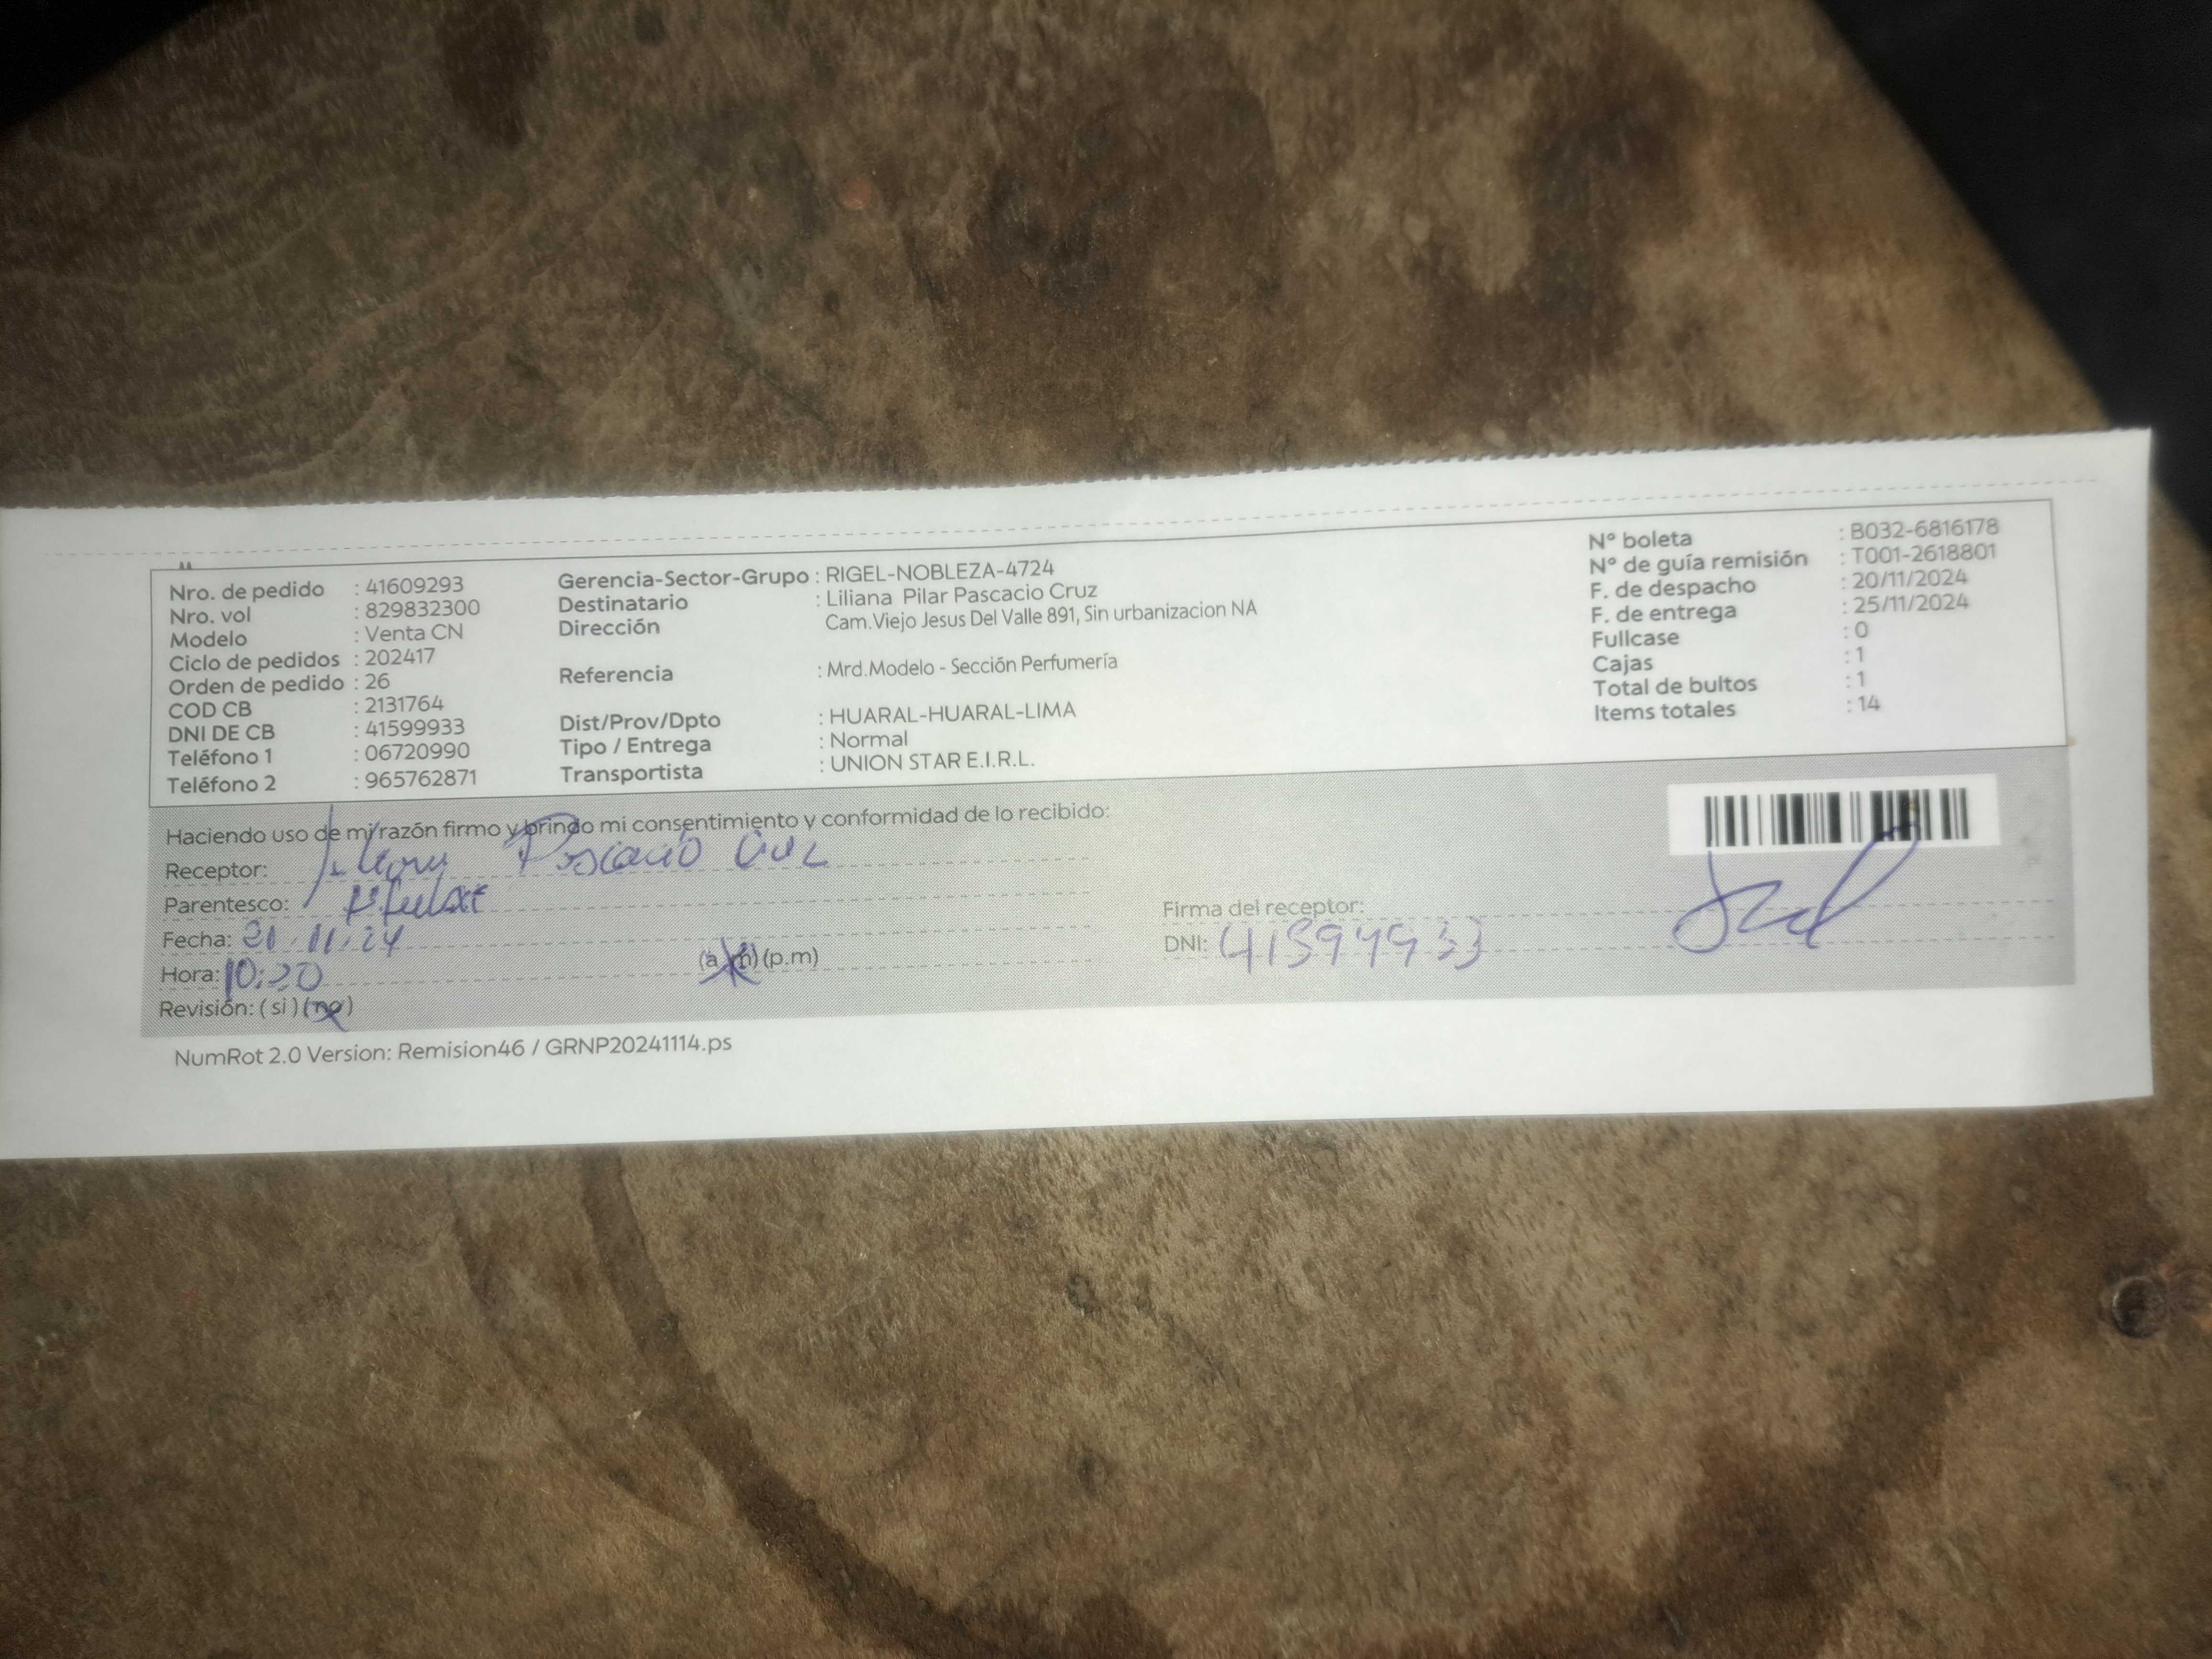 Nro. de pedido : 41609293
Nro. vol : 829832300
Modelo : Venta CN
Ciclo de pedidos : 202417
Orden de pedido : 26
COD CB : 2131764
DNI DE CB : 41599933
Teléfono 1 : 06720990
Teléfono 2 : 965762871
Gerencia-Sector-Grupo : RIGEL-NOBLEZA-4724
Destinatario : Liliana Pilar Pascacio Cruz
Dirección Cam.Viejo Jesus Del Valle 891, Sin urbanizacion NA
Referencia : Mrd.Modelo - Sección Perfumería
Dist/Prov/Dpto : HUARAL-HUARAL-LIMA
Tipo / Entrega : Normal
Transportista : UNION STAR E.I.R.L.
N° boleta : B032-6816178
N° de guía remisión : T001-2618801
F. de despacho : 20/11/2024
F. de entrega : 25/11/2024
Fullcase : 0
Cajas : 1
Total de bultos : 1
Items totales : 14
Haciendo uso de mi razón firmo y brindo mi consentimiento y conformidad de lo recibido:
Receptor: Pascacio Cruz
Parentesco:
Fecha: 21.11.24
Hora: 10:20 (a.m) (p.m)
Revisión: ( si ) ( no )
Firma del receptor:
DNI: 41599933
NumRot 2.0 Version: Remision46 / GRNP20241114.ps